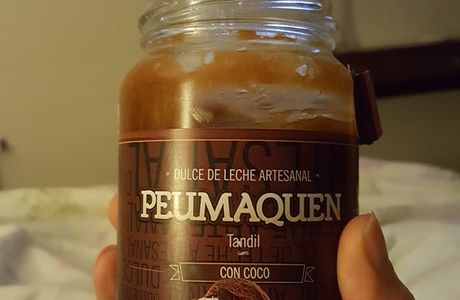 DULCE DE LECHE ARTESANAL
PEUMAQUEN
Tandil
CON COCO